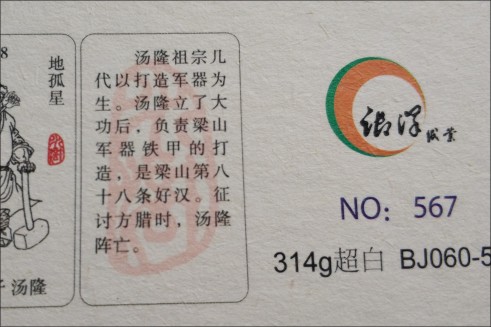 8
地孤星
汤隆
汤隆祖宗几
代以打造军器为
生。汤隆立了大
功后，负责梁山
军器铁甲的打
造，是梁山第八
十八条好汉。征
讨方腊时，汤隆
阵亡。
NO: 567
314g超白 BJ060-5